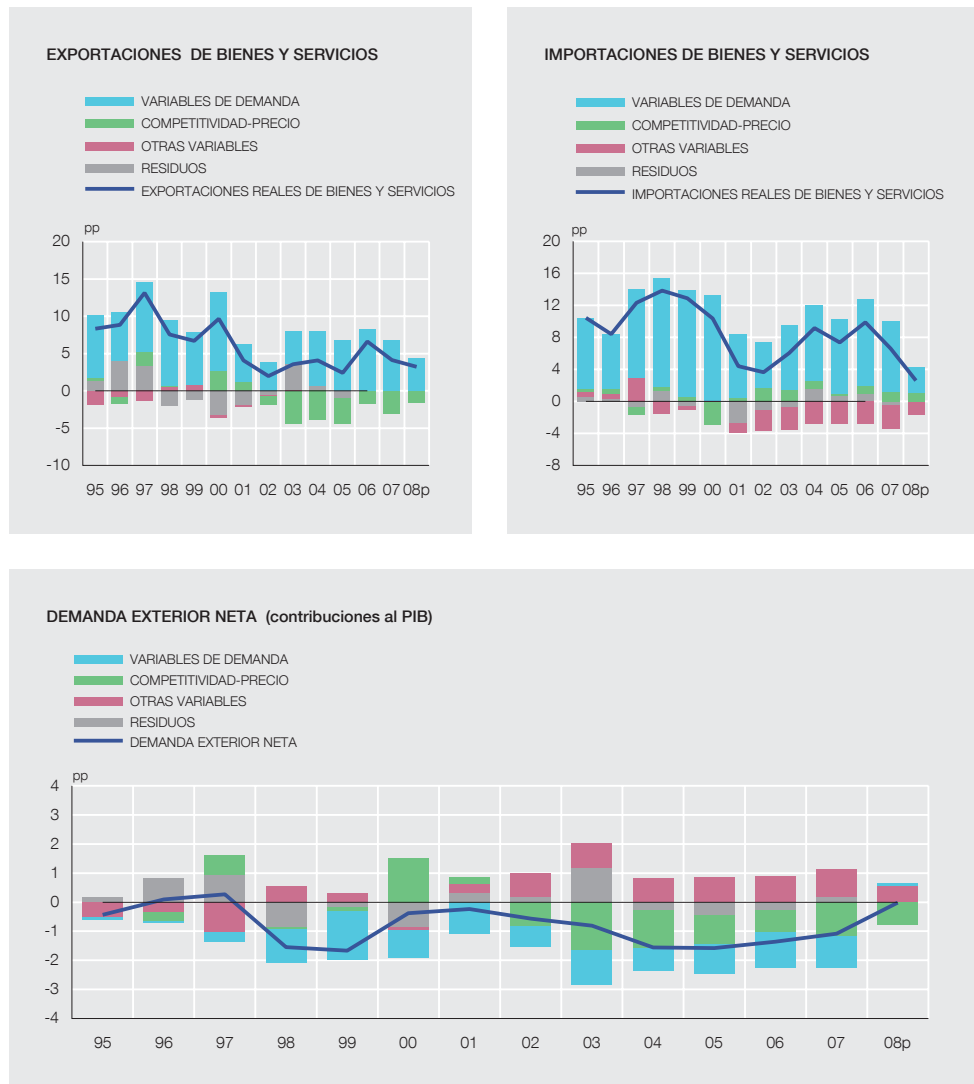 EXPORTACIONES DE BIENES Y SERVICIOS
VARIABLES DE DEMANDA
COMPETITIVIDAD-PRECIO
OTRAS VARIABLES
RESIDUOS
EXPORTACIONES REALES DE BIENES Y SERVICIOS
pp
20
15
10
5
0
-5
-10
95 96 97 98 99 00 01 02 03 04 05 06 07 08p
IMPORTACIONES DE BIENES Y SERVICIOS
VARIABLES DE DEMANDA
COMPETITIVIDAD-PRECIO
OTRAS VARIABLES
RESIDUOS
IMPORTACIONES REALES DE BIENES Y SERVICIOS
pp
20
16
12
8
4
0
-4
-8
95 96 97 98 99 00 01 02 03 04 05 06 07 08p
DEMANDA EXTERIOR NETA (contribuciones al PIB)
VARIABLES DE DEMANDA
COMPETITIVIDAD-PRECIO
OTRAS VARIABLES
RESIDUOS
DEMANDA EXTERIOR NETA
pp
4
3
2
1
0
-1
-2
-3
-4
95 96 97 98 99 00 01 02 03 04 05 06 07 08p